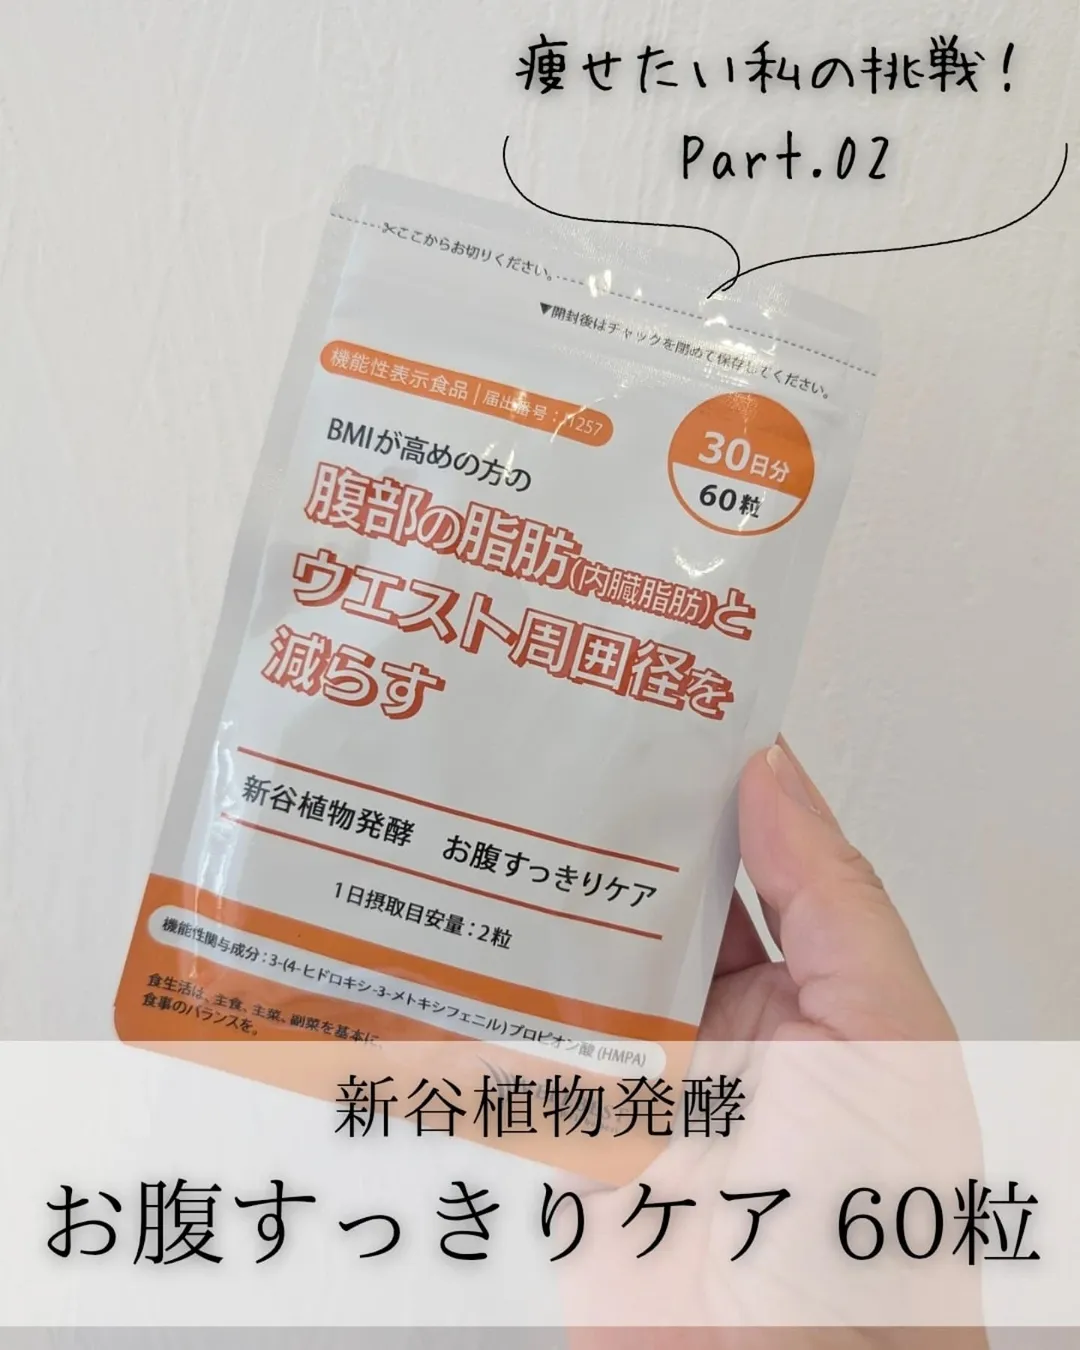 痩せたい私の挑戦!
Part.02
✂ここからお切りください。
▼開封後はチャックを閉めて保存してください。
機能性表示食品|届出番号:J1257
30日分
60粒
BMIが高めの方の
腹部の脂肪(内臓脂肪)と
ウエスト周囲径を
減らす
新谷植物発酵 お腹すっきりケア
1日摂取目安量:2粒
機能性関与成分:3-(4-ヒドロキシ-3-メトキシフェニル)プロピオン酸(HMPA)
食生活は、主食、主菜、副菜を基本に、
食事のバランスを。
新谷植物発酵
お腹すっきりケア 60粒